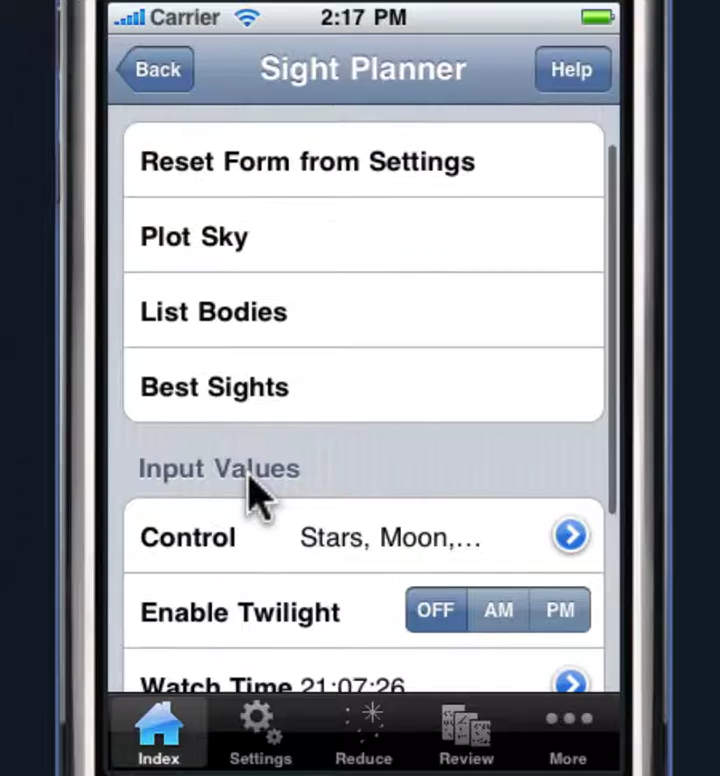 Carrier 2:17 PM
Back Sight Planner Help
Reset Form from Settings
Plot Sky
List Bodies
Best Sights
Input Values
Control Stars, Moon,...
Enable Twilight OFF AM PM
Watch Time 21:07:26
Index Settings Reduce Review More